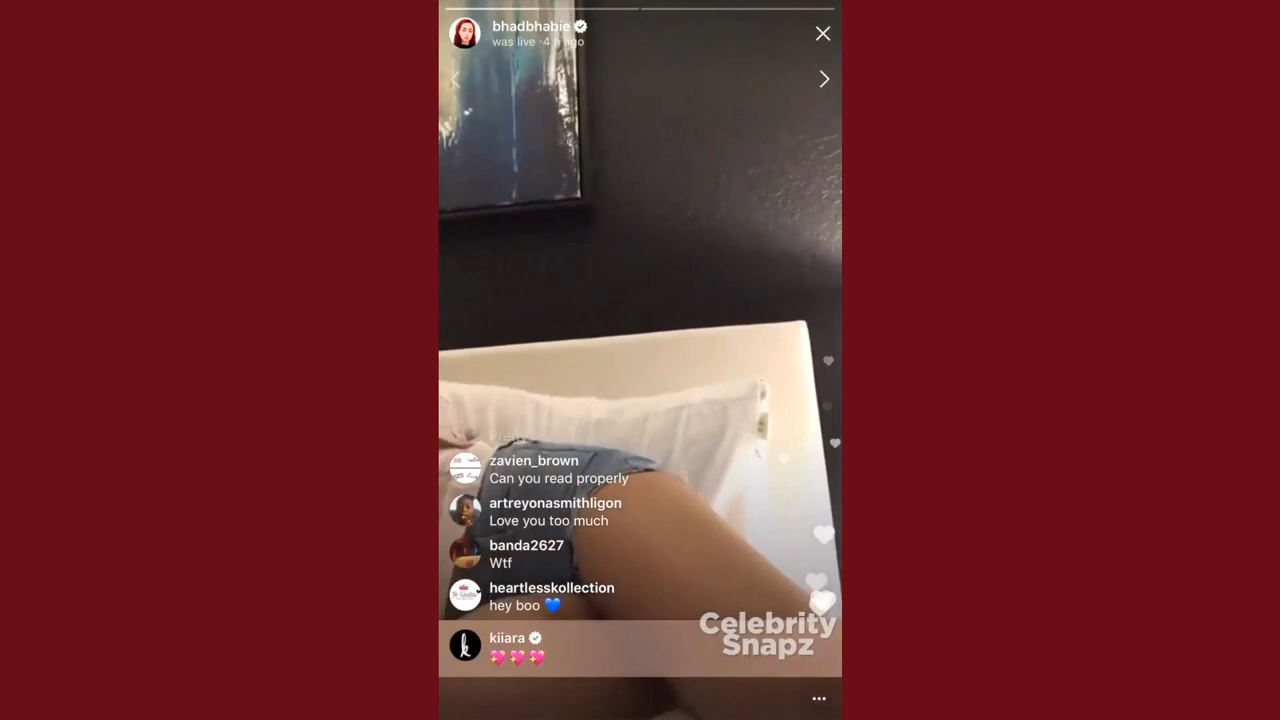 bhadbhabie
was live · 4 h ago
zavien_brown
Can you read properly
artreyonasmithligon
Love you too much
banda2627
Wtf
heartlesskollection
hey boo 💙
kiiara
💖💖💖
Celebrity
Snapz